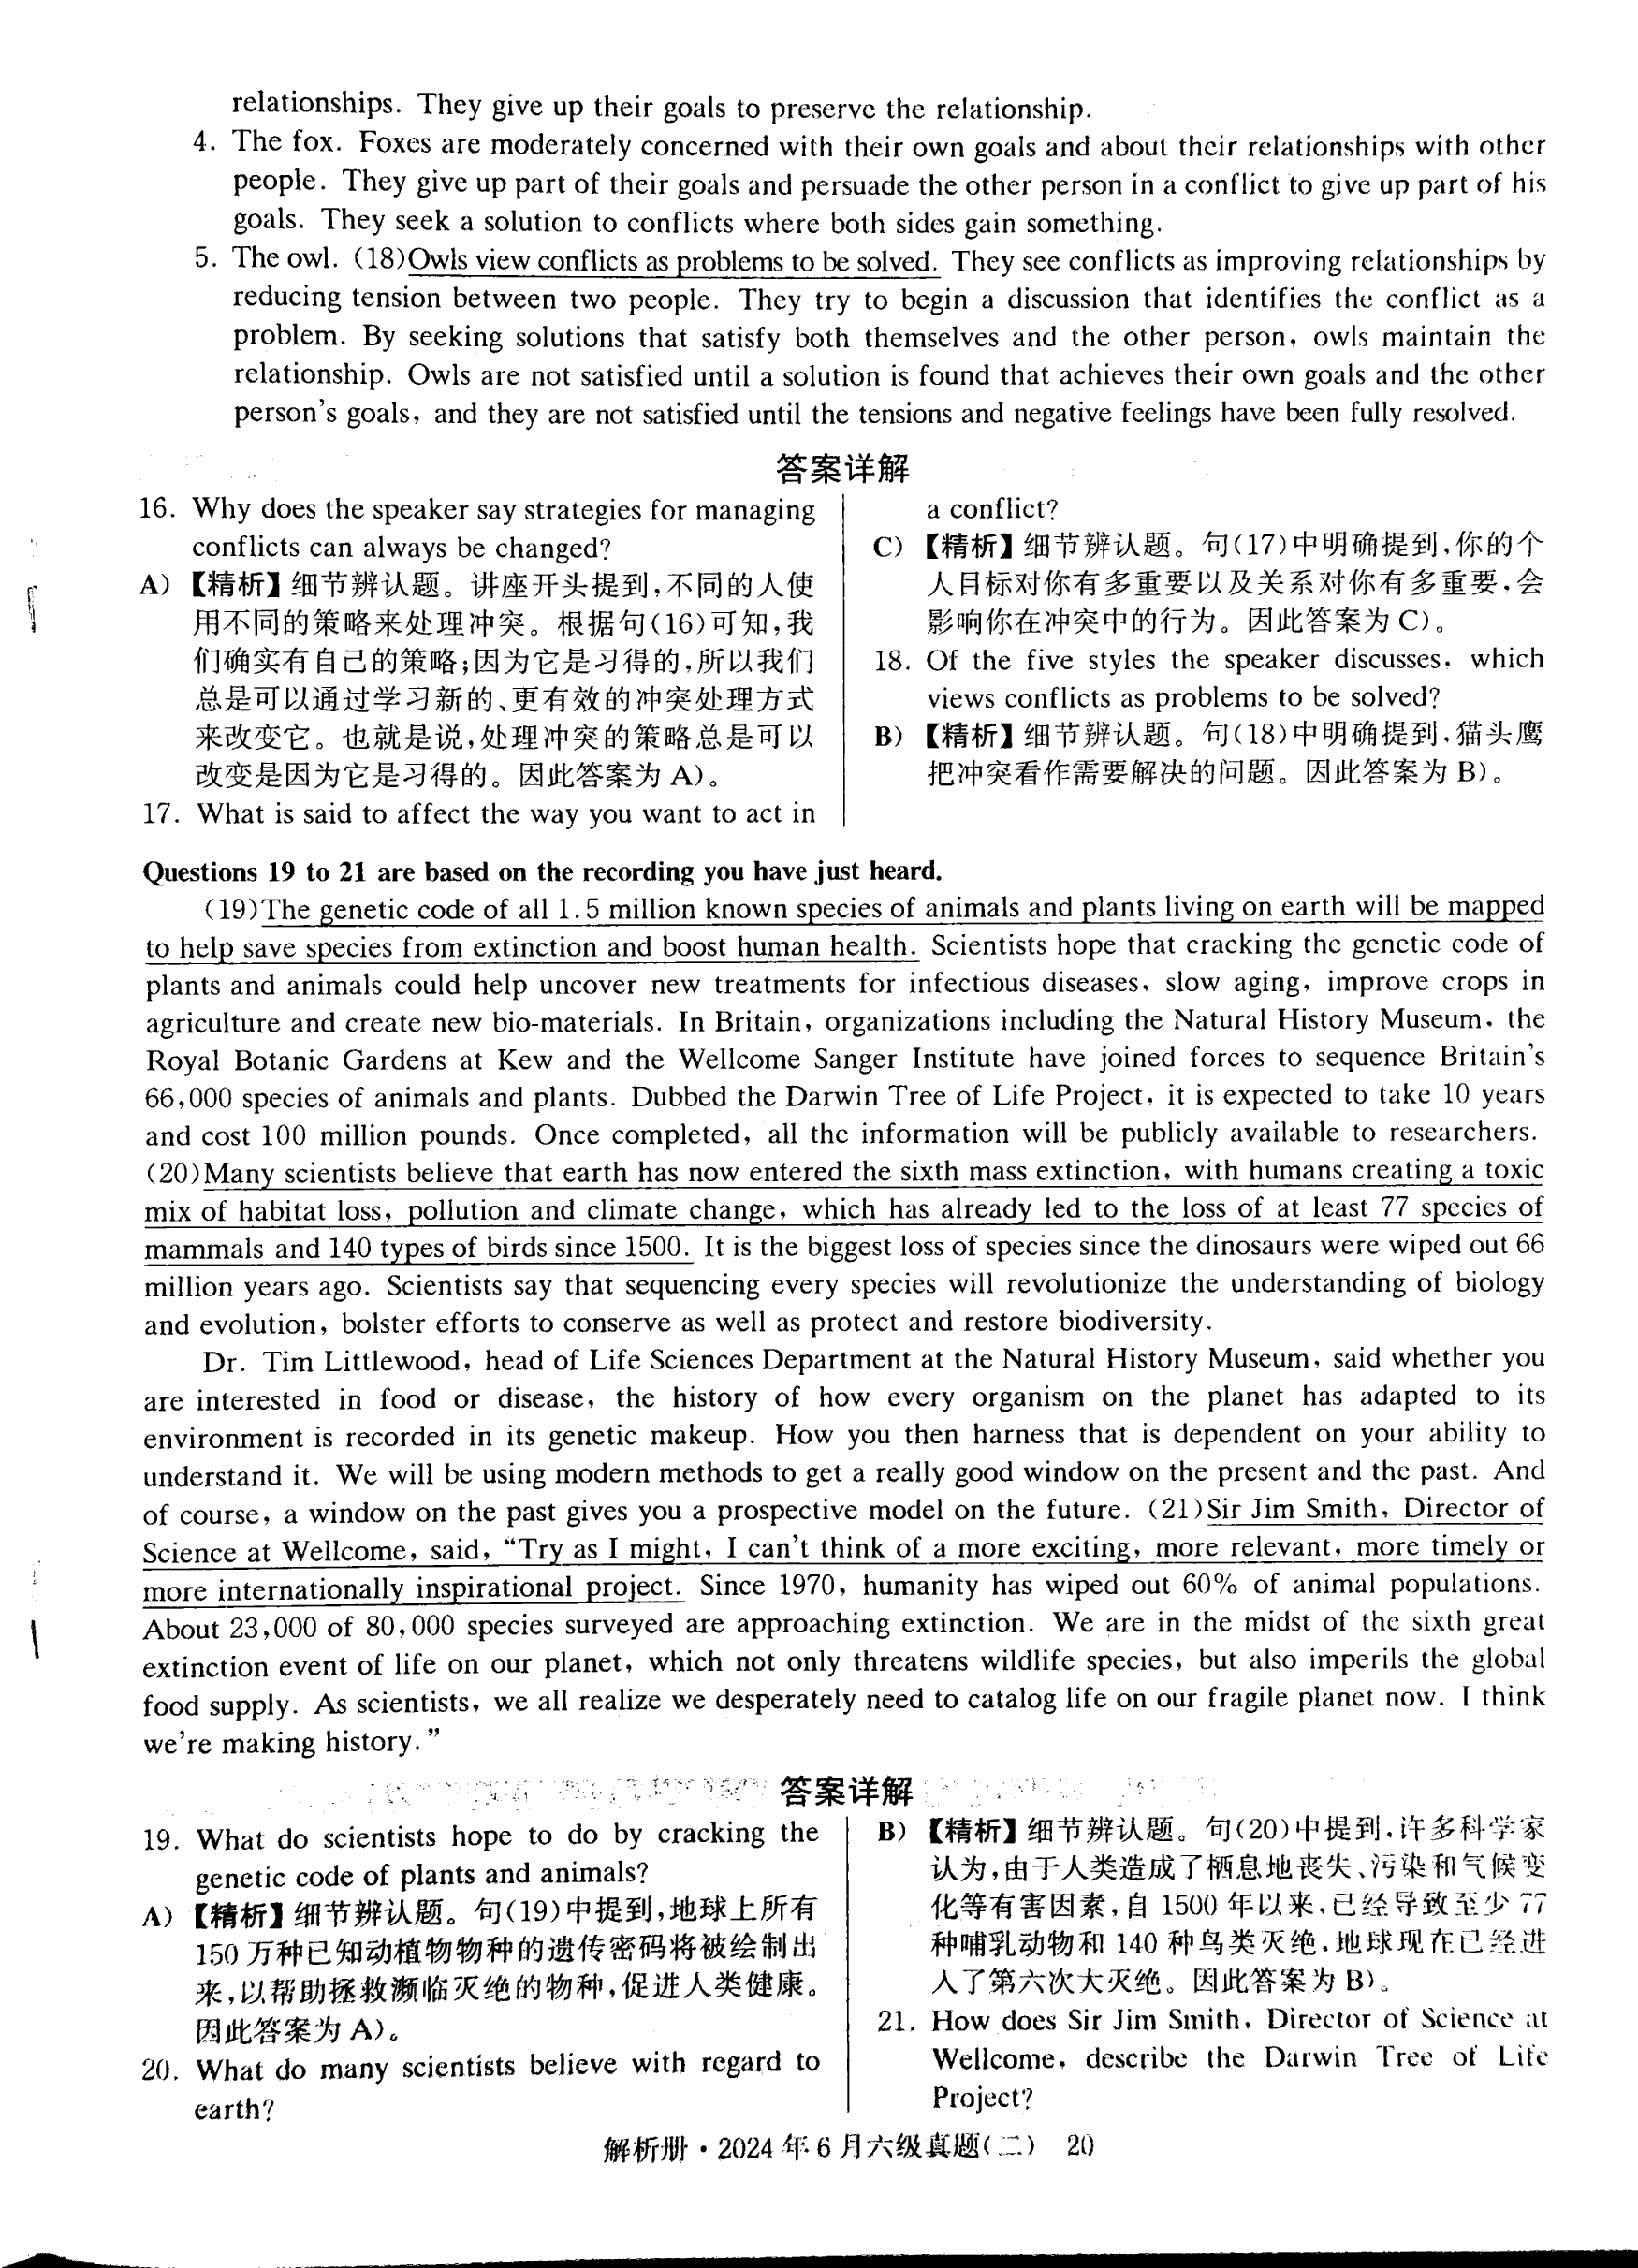 relationships. They give up their goals to preserve the relationship.
4. The fox. Foxes are moderately concerned with their own goals and about their relationships with other
people. They give up part of their goals and persuade the other person in a conflict to give up part of his
goals. They seek a solution to conflicts where both sides gain something.
5. The owl. (18)Owls view conflicts as problems to be solved. They see conflicts as improving relationships by
reducing tension between two people. They try to begin a discussion that identifies the conflict as a
problem. By seeking solutions that satisfy both themselves and the other person, owls maintain the
relationship. Owls are not satisfied until a solution is found that achieves their own goals and the other
person's goals, and they are not satisfied until the tensions and negative feelings have been fully resolved.
答案详解
16. Why does the speaker say strategies for managing
conflicts can always be changed?
A)【精析】细节辨认题。讲座开头提到,不同的人使
用不同的策略来处理冲突。根据句(16)可知,我
们确实有自己的策略;因为它是习得的,所以我们
总是可以通过学习新的、更有效的冲突处理方式
来改变它。也就是说,处理冲突的策略总是可以
改变是因为它是习得的。因此答案为 A)。
17. What is said to affect the way you want to act in
a conflict?
C)【精析】细节辨认题。句(17)中明确提到,你的个
人目标对你有多重要以及关系对你有多重要,会
影响你在冲突中的行为。因此答案为 C)。
18. Of the five styles the speaker discusses, which
views conflicts as problems to be solved?
B)【精析】细节辨认题。句(18)中明确提到,猫头鹰
把冲突看作需要解决的问题。因此答案为 B)。
Questions 19 to 21 are based on the recording you have just heard.
(19)The genetic code of all 1.5 million known species of animals and plants living on earth will be mapped
to help save species from extinction and boost human health. Scientists hope that cracking the genetic code of
plants and animals could help uncover new treatments for infectious diseases, slow aging, improve crops in
agriculture and create new bio-materials. In Britain, organizations including the Natural History Museum, the
Royal Botanic Gardens at Kew and the Wellcome Sanger Institute have joined forces to sequence Britain's
66,000 species of animals and plants. Dubbed the Darwin Tree of Life Project, it is expected to take 10 years
and cost 100 million pounds. Once completed, all the information will be publicly available to researchers.
(20)Many scientists believe that earth has now entered the sixth mass extinction, with humans creating a toxic
mix of habitat loss, pollution and climate change, which has already led to the loss of at least 77 species of
mammals and 140 types of birds since 1500. It is the biggest loss of species since the dinosaurs were wiped out 66
million years ago. Scientists say that sequencing every species will revolutionize the understanding of biology
and evolution, bolster efforts to conserve as well as protect and restore biodiversity.
Dr. Tim Littlewood, head of Life Sciences Department at the Natural History Museum, said whether you
are interested in food or disease, the history of how every organism on the planet has adapted to its
environment is recorded in its genetic makeup. How you then harness that is dependent on your ability to
understand it. We will be using modern methods to get a really good window on the present and the past. And
of course, a window on the past gives you a prospective model on the future. (21)Sir Jim Smith, Director of
Science at Wellcome, said, “Try as I might, I can't think of a more exciting, more relevant, more timely or
more internationally inspirational project. Since 1970, humanity has wiped out 60% of animal populations.
About 23,000 of 80,000 species surveyed are approaching extinction. We are in the midst of the sixth great
extinction event of life on our planet, which not only threatens wildlife species, but also imperils the global
food supply. As scientists, we all realize we desperately need to catalog life on our fragile planet now. I think
we're making history.”
答案详解
19. What do scientists hope to do by cracking the
genetic code of plants and animals?
A)【精析】细节辨认题。句(19)中提到,地球上所有
150 万种已知动植物物种的遗传密码将被绘制出
来,以帮助拯救濒临灭绝的物种,促进人类健康。
因此答案为 A)。
20. What do many scientists believe with regard to
earth?
B)【精析】细节辨认题。句(20)中提到,许多科学家
认为,由于人类造成了栖息地丧失、污染和气候变
化等有害因素,自 1500 年以来,已经导致至少 77
种哺乳动物和 140 种鸟类灭绝,地球现在已经进
入了第六次大灭绝。因此答案为 B)。
21. How does Sir Jim Smith, Director of Science at
Wellcome, describe the Darwin Tree of Life
Project?
解析册·2024 年 6 月六级真题(二) 20